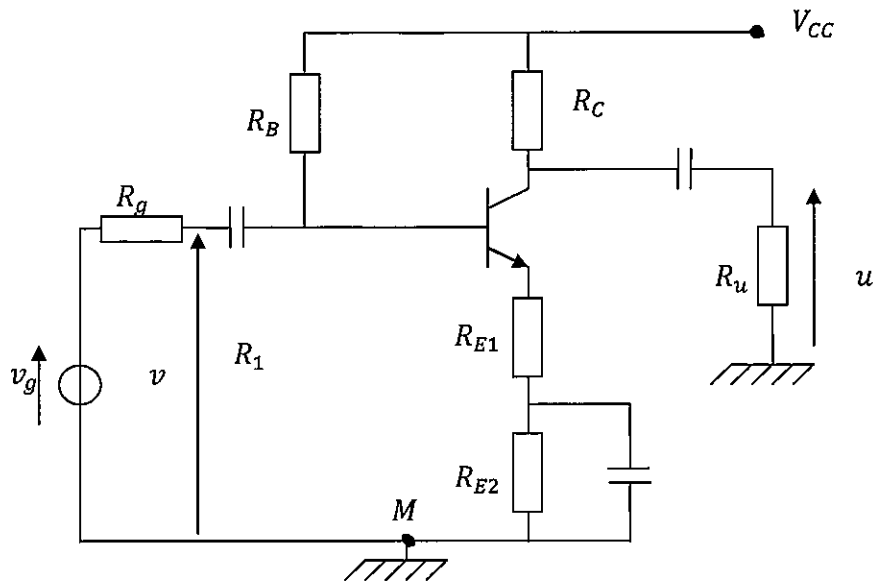 V_CC
R_B
R_C
R_g
R_u
u
R_E1
v_g
v
R_1
R_E2
M